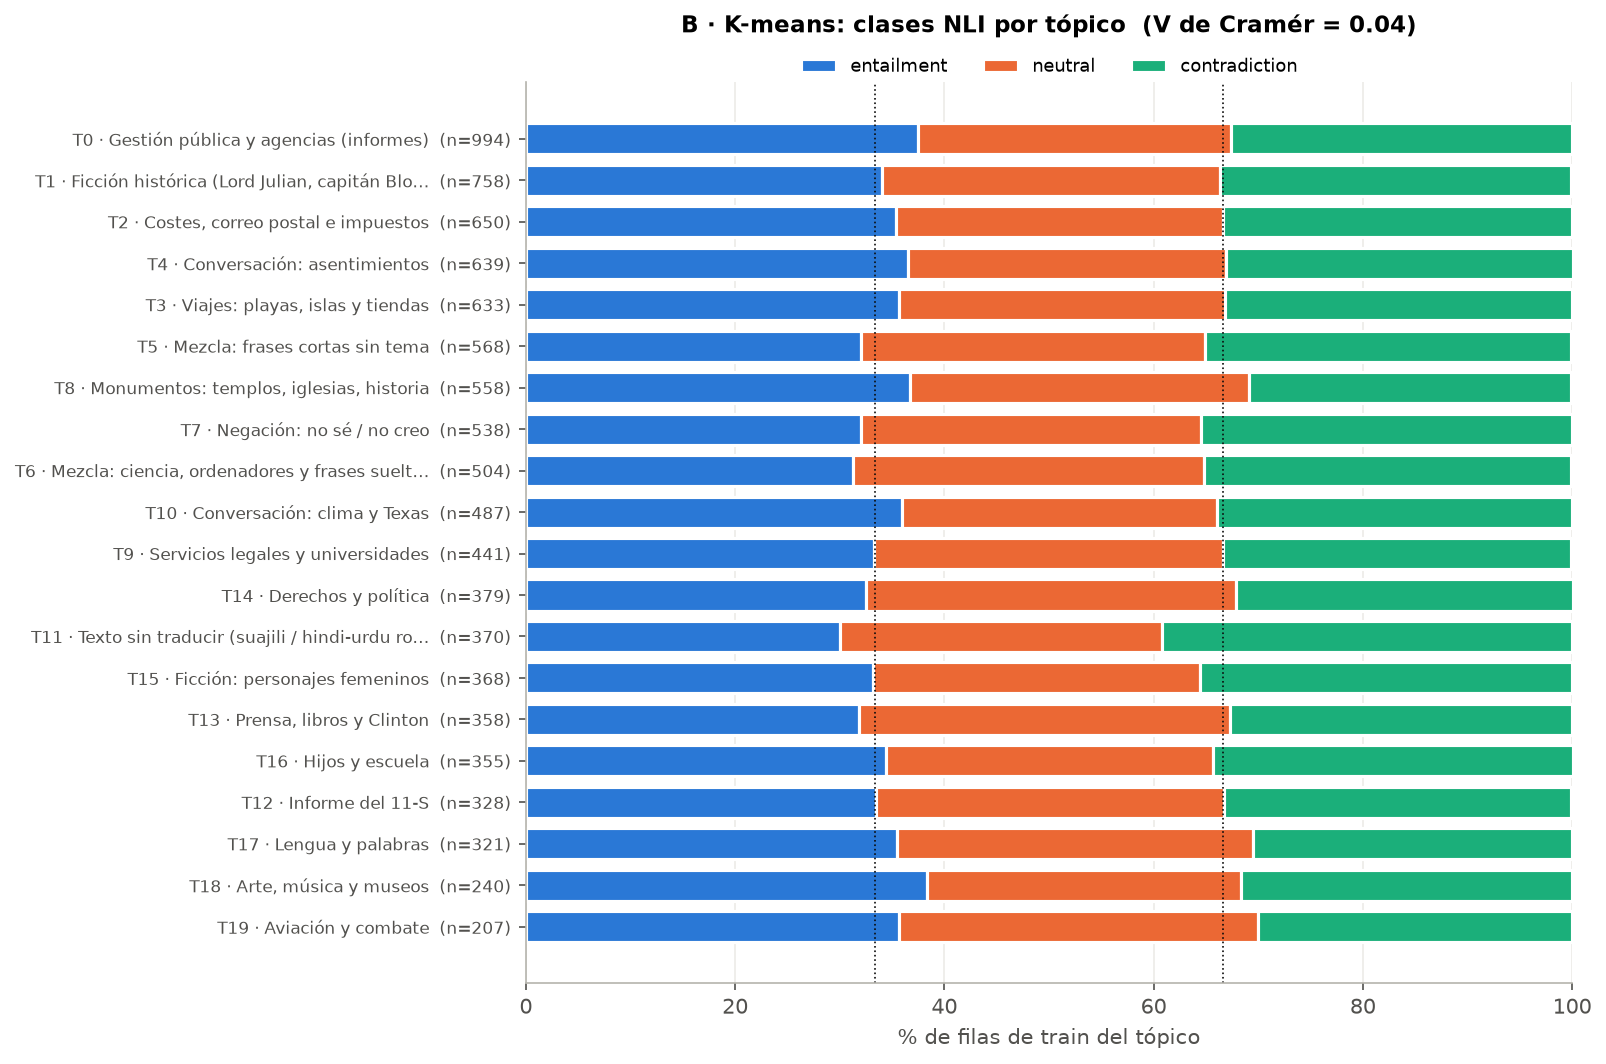 B · K-means: clases NLI por tópico (V de Cramér = 0.04)
entailment neutral contradiction
T0 · Gestión pública y agencias (informes) (n=994)
T1 · Ficción histórica (Lord Julian, capitán Blo... (n=758)
T2 · Costes, correo postal e impuestos (n=650)
T4 · Conversación: asentimientos (n=639)
T3 · Viajes: playas, islas y tiendas (n=633)
T5 · Mezcla: frases cortas sin tema (n=568)
T8 · Monumentos: templos, iglesias, historia (n=558)
T7 · Negación: no sé / no creo (n=538)
T6 · Mezcla: ciencia, ordenadores y frases suelt... (n=504)
T10 · Conversación: clima y Texas (n=487)
T9 · Servicios legales y universidades (n=441)
T14 · Derechos y política (n=379)
T11 · Texto sin traducir (suajili / hindi-urdu ro... (n=370)
T15 · Ficción: personajes femeninos (n=368)
T13 · Prensa, libros y Clinton (n=358)
T16 · Hijos y escuela (n=355)
T12 · Informe del 11-S (n=328)
T17 · Lengua y palabras (n=321)
T18 · Arte, música y museos (n=240)
T19 · Aviación y combate (n=207)
0 20 40 60 80 100
% de filas de train del tópico